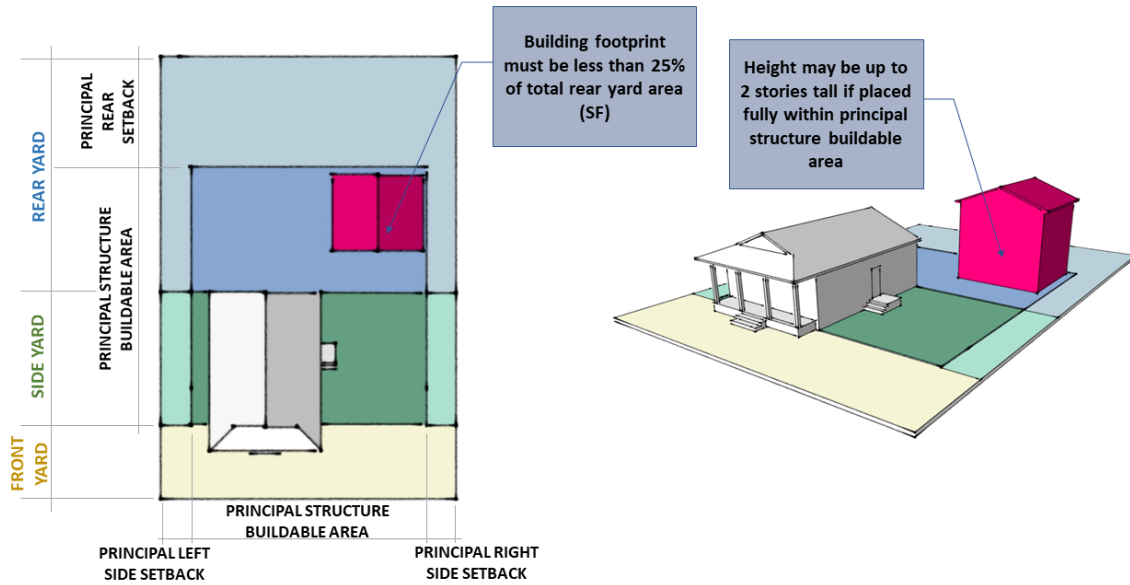 Building footprint
must be less than 25%
of total rear yard area
(SF)
Height may be up to
2 stories tall if placed
fully within principal
structure buildable
area
REAR YARD
PRINCIPAL
REAR
SETBACK
PRINCIPAL STRUCTURE
BUILDABLE AREA
SIDE YARD
FRONT
YARD
PRINCIPAL STRUCTURE
BUILDABLE AREA
PRINCIPAL LEFT
SIDE SETBACK
PRINCIPAL RIGHT
SIDE SETBACK